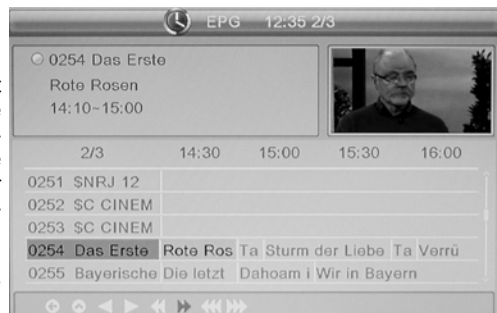 EPG 12:35 2/3
0254 Das Erste
Rote Rosen
14:10~15:00
2/3 14:30 15:00 15:30 16:00
0251 $NRJ 12
0252 $C CINEM
0253 $C CINEM
0254 Das Erste Rote Ros Ta Sturm der Liebe Ta Verrü
0255 Bayerische Die letzt Dahoam i Wir in Bayern